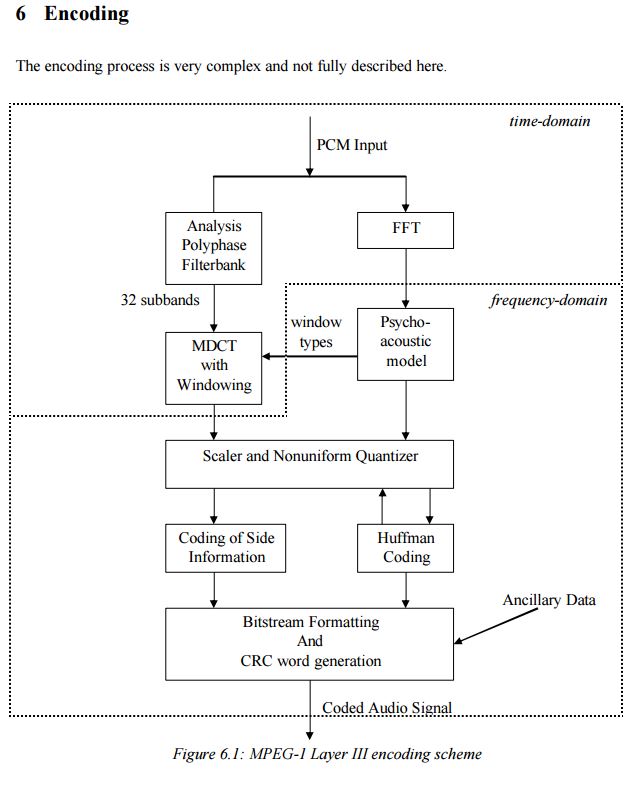 6 Encoding
The encoding process is very complex and not fully described here.
time-domain
PCM Input
Analysis
Polyphase
Filterbank
FFT
32 subbands
frequency-domain
window
types
Psycho-
acoustic
model
MDCT
with
Windowing
Scaler and Nonuniform Quantizer
Coding of Side
Information
Huffman
Coding
Ancillary Data
Bitstream Formatting
And
CRC word generation
Coded Audio Signal
Figure 6.1: MPEG-1 Layer III encoding scheme